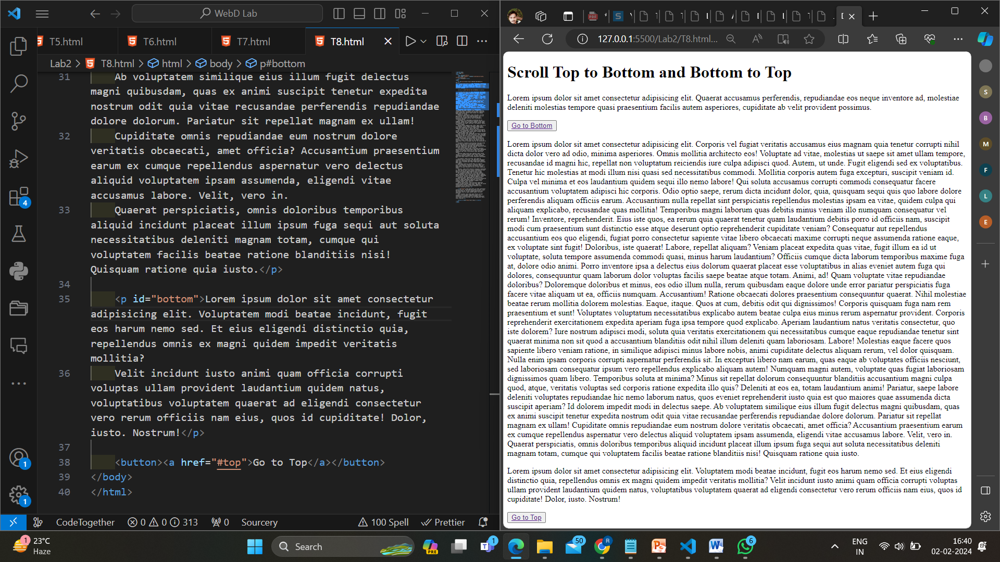 WebD Lab
T5.html
T6.html
T7.html
T8.html
Lab2 > T8.html > html > body > p#bottom
31 Ab voluptatem similique eius illum fugit delectus
magni quibusdam, quas ex animi suscipit tenetur expedita
nostrum odit quia vitae recusandae perferendis repudiandae
dolore dolorum. Pariatur sit repellat magnam ex ullam!
32 Cupiditate omnis repudiandae eum nostrum dolore
veritatis obcaecati, amet officia? Accusantium praesentium
earum ex cumque repellendus aspernatur vero delectus
aliquid voluptatem ipsam assumenda, eligendi vitae
accusamus labore. Velit, vero in.
33 Quaerat perspiciatis, omnis doloribus temporibus
aliquid incidunt placeat illum ipsum fuga sequi aut soluta
necessitatibus deleniti magnam totam, cumque qui
voluptatem facilis beatae ratione blanditiis nisi!
Quisquam ratione quia iusto.</p>
34
35 <p id="bottom">Lorem ipsum dolor sit amet consectetur
adipisicing elit. Voluptatem modi beatae incidunt, fugit
eos harum nemo sed. Et eius eligendi distinctio quia,
repellendus omnis ex magni quidem impedit veritatis
mollitia?
36 Velit incidunt iusto animi quam officia corrupti
voluptas ullam provident laudantium quidem natus,
voluptatibus voluptatem quaerat ad eligendi consectetur
vero rerum officiis nam eius, quos id cupiditate! Dolor,
iusto. Nostrum!</p>
37
38 <button><a href="#top">Go to Top</a></button>
39 </body>
40 </html>
4
1
1
CodeTogether
0 0 313
0
Sourcery
100 Spell
Prettier
127.0.0.1:5500/Lab2/T8.html...
Scroll Top to Bottom and Bottom to Top
Lorem ipsum dolor sit amet consectetur adipisicing elit. Quaerat accusamus perferendis, repudiandae eos neque inventore ad, molestiae
deleniti molestias tempore quasi praesentium facilis autem asperiores, cupiditate ab velit provident possimus.
Go to Bottom
Lorem ipsum dolor sit amet consectetur adipisicing elit. Corporis vel fugiat veritatis accusamus eius magnam quia tenetur corrupti nihil
dicta dolor vero ad odio, minima asperiores. Omnis mollitia architecto eos! Voluptate ad vitae, molestias ut saepe sit amet ullam tempore,
recusandae id magni hic, repellat non voluptatum reiciendis iure culpa adipisci quod. Autem, ut unde. Fugit eligendi sed ex voluptatibus.
Tenetur hic molestias at modi illum nisi quasi sed necessitatibus commodi. Mollitia corporis autem fuga excepturi, suscipit veniam id.
Culpa vel minima et eos laudantium quidem sequi illo nemo labore! Qui soluta accusamus corrupti commodi consequatur facere
accusantium voluptatem adipisci hic corporis. Odio optio saepe, rerum dicta incidunt dolor, quia, quisquam sequi quis quo labore dolore
perferendis aliquam officiis earum. Accusantium nulla repellat sint perspiciatis repellendus molestias ipsam ea vitae, quidem culpa qui
aliquam explicabo, recusandae quas mollitia! Temporibus magni laborum quas debitis minus veniam illo numquam consequatur vel
rerum! Inventore, reprehenderit. Eius iste quos, ea rerum quia quaerat tenetur quam laudantium debitis porro id officiis nam, suscipit
modi cum praesentium sunt distinctio esse atque deserunt optio reprehenderit cupiditate veniam? Consequatur aut repellendus
accusantium eos quo eligendi, fugiat porro consectetur sapiente vitae libero obcaecati maxime corrupti neque assumenda ratione eaque,
ex voluptate sint fugit! Doloribus, iste quaerat! Labore, repellat aliquam? Veniam placeat expedita quas vitae, fugit illum ea id ut
voluptate, soluta tempore assumenda commodi quasi, minus harum laudantium? Officiis cumque dicta laborum temporibus maxime fuga
at, dolore odio animi. Porro inventore ipsa a delectus eius dolorum quaerat placeat esse voluptatibus in alias eveniet autem fuga qui
dolores, consequuntur quam laborum dolor voluptas facilis saepe beatae atque totam. Animi, ad! Quam voluptate vitae repudiandae
doloribus? Doloremque doloribus et minus, eos odio illum nulla, rerum quibusdam eaque dolore unde error pariatur perspiciatis fuga
facere vitae aliquam ut ea, officiis numquam. Accusantium! Ratione obcaecati dolores praesentium consequuntur quaerat. Nihil molestiae
beatae rerum mollitia dolorem molestias. Eaque, itaque. Quos at cum, debitis odit qui dignissimos! Corporis quisquam fuga nam rem
praesentium et sunt! Voluptates voluptatum necessitatibus explicabo autem beatae culpa eius minus rerum aspernatur provident. Corporis
reprehenderit exercitationem expedita aperiam fuga ipsa tempore quod explicabo. Aperiam laudantium natus veritatis consectetur, quo
iste dolorem? Iure nostrum adipisci modi, soluta quia veritatis exercitationem qui necessitatibus cumque eaque repudiandae tenetur sint
quaerat minima non sit quod a accusantium blanditiis odit nihil illum deleniti quam laboriosam. Labore! Molestias eaque facere quos
sapiente libero veniam ratione, in similique adipisci minus labore nobis, animi cupiditate delectus aliquam rerum, vel dolor quisquam.
Nulla enim ipsam corporis corrupti aspernatur perferendis sit. In excepturi libero nam earum, quas eaque ab voluptates officiis nesciunt,
sed laboriosam consequatur ipsum vero repellendus explicabo aliquam autem! Numquam magni autem, voluptate quas fugiat laboriosam
dignissimos quam libero. Temporibus soluta at minima? Minus sit repellat dolorum consequuntur blanditiis accusantium magni culpa
quod, atque, veritatis voluptas sed corporis ratione expedita illo quis? Deleniti at eos ea, totam laudantium animi! Pariatur, saepe labore
deleniti voluptates repudiandae hic nemo laborum natus, quos eveniet reprehenderit iusto quia est quo maiores quae assumenda dicta
suscipit aperiam? Id dolorem impedit modi in delectus saepe. Ab voluptatem similique eius illum fugit delectus magni quibusdam, quas
ex animi suscipit tenetur expedita nostrum odit quia vitae recusandae perferendis repudiandae dolore dolorum. Pariatur sit repellat
magnam ex ullam! Cupiditate omnis repudiandae eum nostrum dolore veritatis obcaecati, amet officia? Accusantium praesentium earum
ex cumque repellendus aspernatur vero delectus aliquid voluptatem ipsam assumenda, eligendi vitae accusamus labore. Velit, vero in.
Quaerat perspiciatis, omnis doloribus temporibus aliquid incidunt placeat illum ipsum fuga sequi aut soluta necessitatibus deleniti
magnam totam, cumque qui voluptatem facilis beatae ratione blanditiis nisi! Quisquam ratione quia iusto.
Lorem ipsum dolor sit amet consectetur adipisicing elit. Voluptatem modi beatae incidunt, fugit eos harum nemo sed. Et eius eligendi
distinctio quia, repellendus omnis ex magni quidem impedit veritatis mollitia? Velit incidunt iusto animi quam officia corrupti voluptas
ullam provident laudantium quidem natus, voluptatibus voluptatem quaerat ad eligendi consectetur vero rerum officiis nam eius, quos id
cupiditate! Dolor, iusto. Nostrum!
Go to Top
S
B
M
F
L
E
1
23°C
Haze
Search
PRE
1
50
R
6
ENG
IN
16:40
02-02-2024